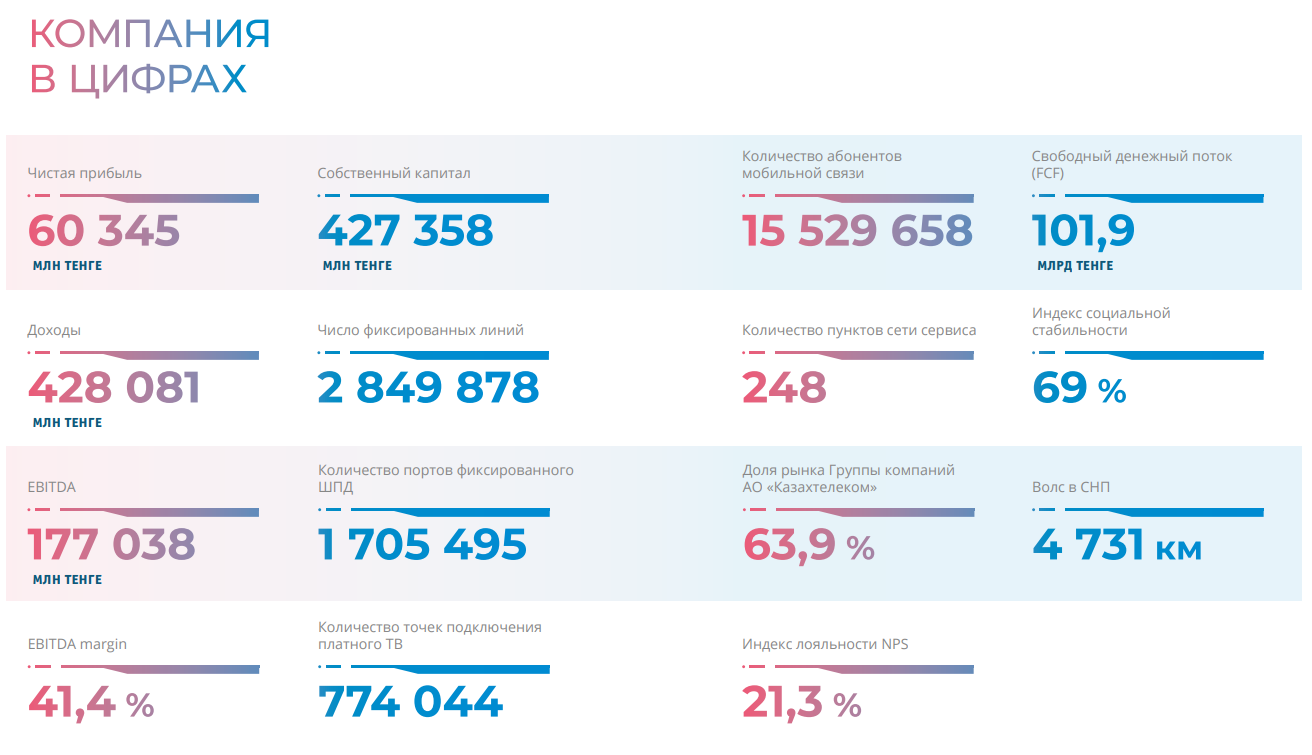 КОМПАНИЯ
В ЦИФРАХ
Чистая прибыль
60 345
МЛН ТЕНГЕ
Собственный капитал
427 358
МЛН ТЕНГЕ
Количество абонентов
мобильной связи
15 529 658
Свободный денежный поток
(FCF)
101,9
МЛРД ТЕНГЕ
Доходы
428 081
МЛН ТЕНГЕ
Число фиксированных линий
2 849 878
Количество пунктов сети сервиса
248
Индекс социальной
стабильности
69 %
EBITDA
177 038
МЛН ТЕНГЕ
Количество портов фиксированного
ШПД
1 705 495
Доля рынка Группы компаний
АО «Казахтелеком»
63,9 %
Волс в СНП
4 731 км
EBITDA margin
41,4 %
Количество точек подключения
платного ТВ
774 044
Индекс лояльности NPS
21,3 %